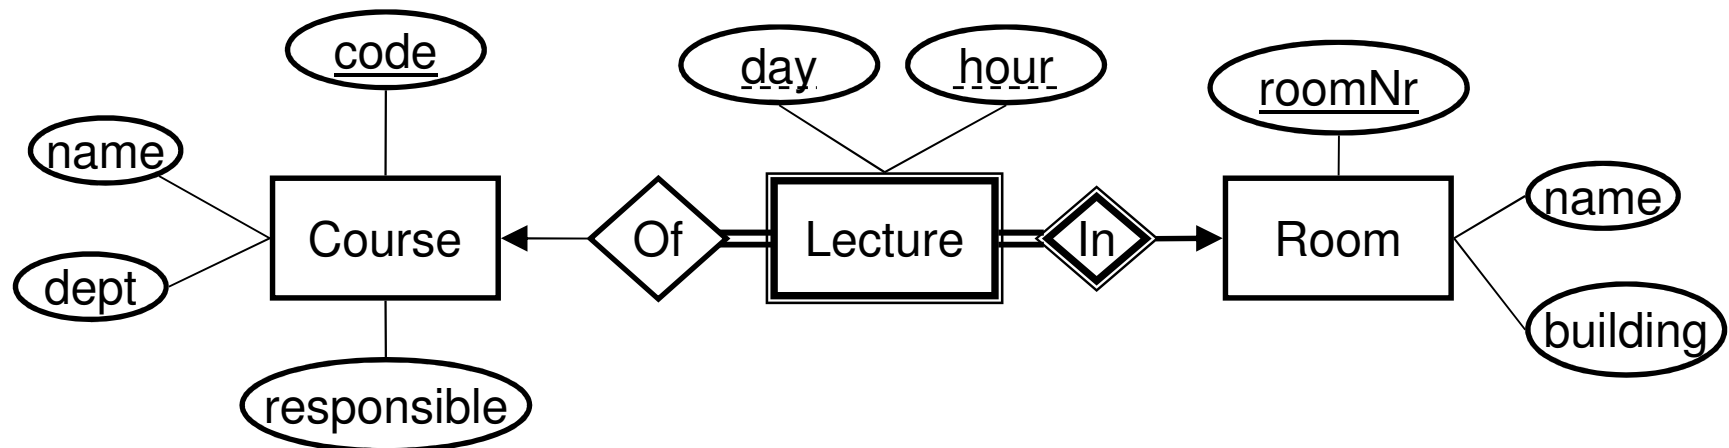 code
day
hour
roomNr
name
name
Course
Of
Lecture
In
Room
dept
building
responsible